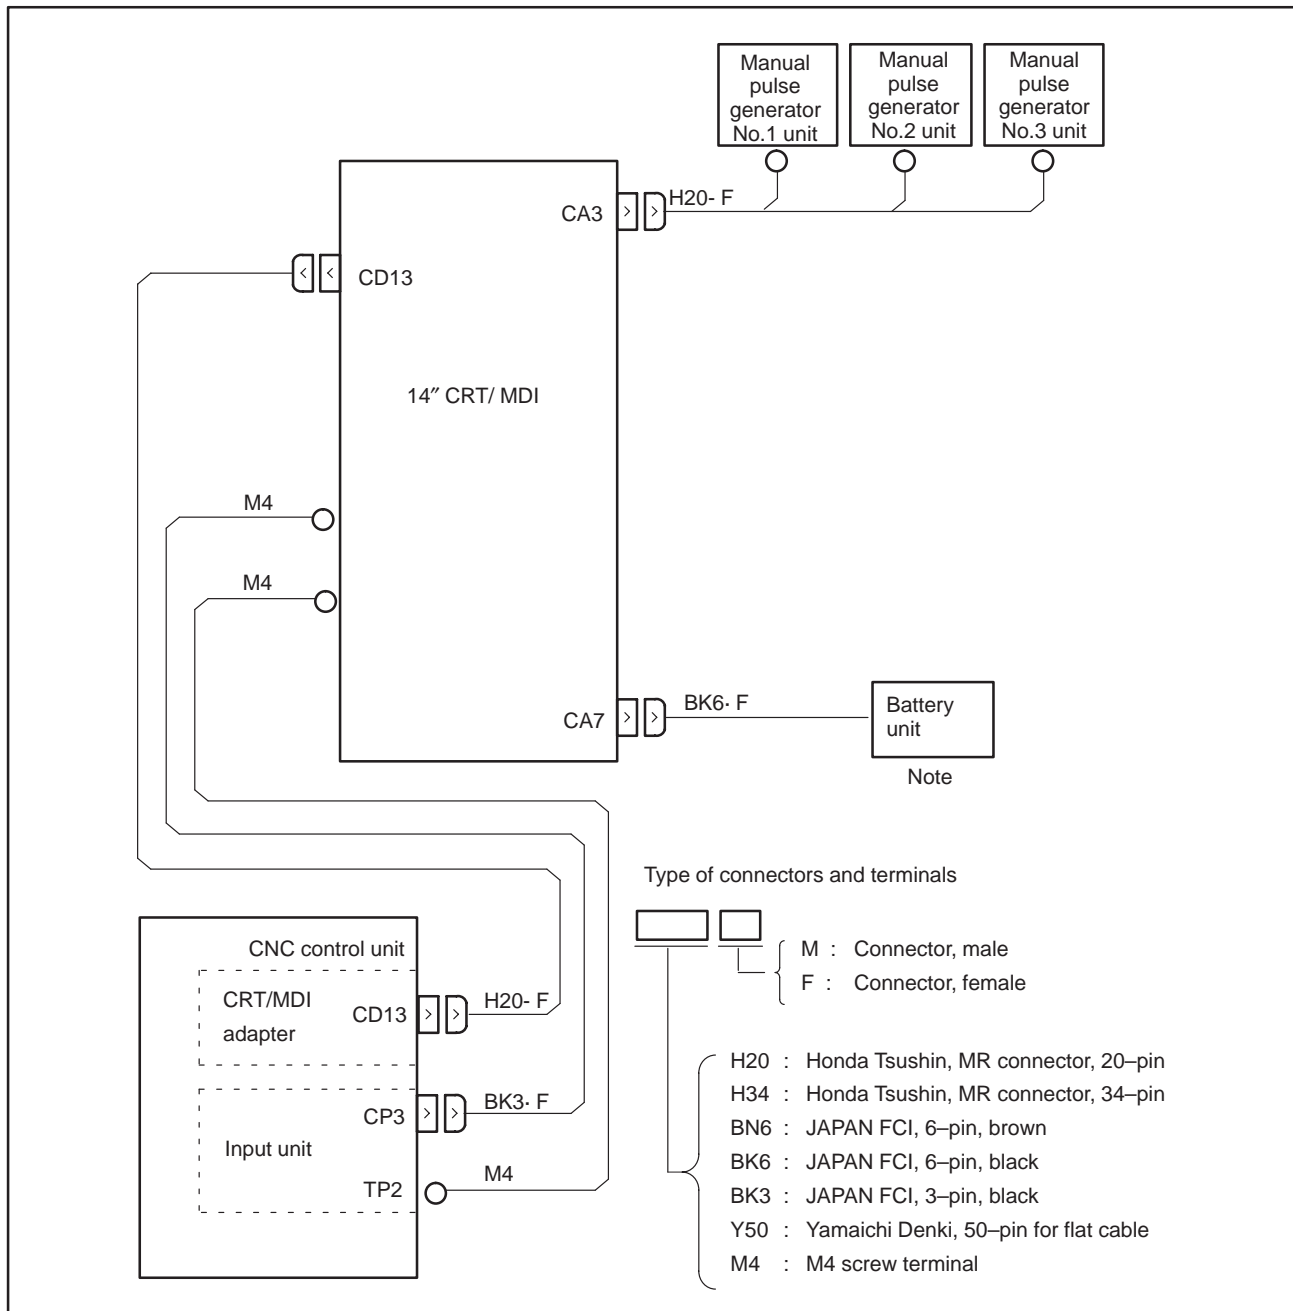 Manual
pulse
generator
No.1 unit
Manual
pulse
generator
No.2 unit
Manual
pulse
generator
No.3 unit
CA3
H20- F
CD13
14″ CRT/ MDI
M4
M4
CA7
BK6· F
Battery
unit
Note
Type of connectors and terminals
M : Connector, male
F : Connector, female
CNC control unit
CRT/MDI
adapter
CD13
H20- F
CP3
BK3· F
Input unit
TP2
M4
H20 : Honda Tsushin, MR connector, 20–pin
H34 : Honda Tsushin, MR connector, 34–pin
BN6 : JAPAN FCI, 6–pin, brown
BK6 : JAPAN FCI, 6–pin, black
BK3 : JAPAN FCI, 3–pin, black
Y50 : Yamaichi Denki, 50–pin for flat cable
M4 : M4 screw terminal